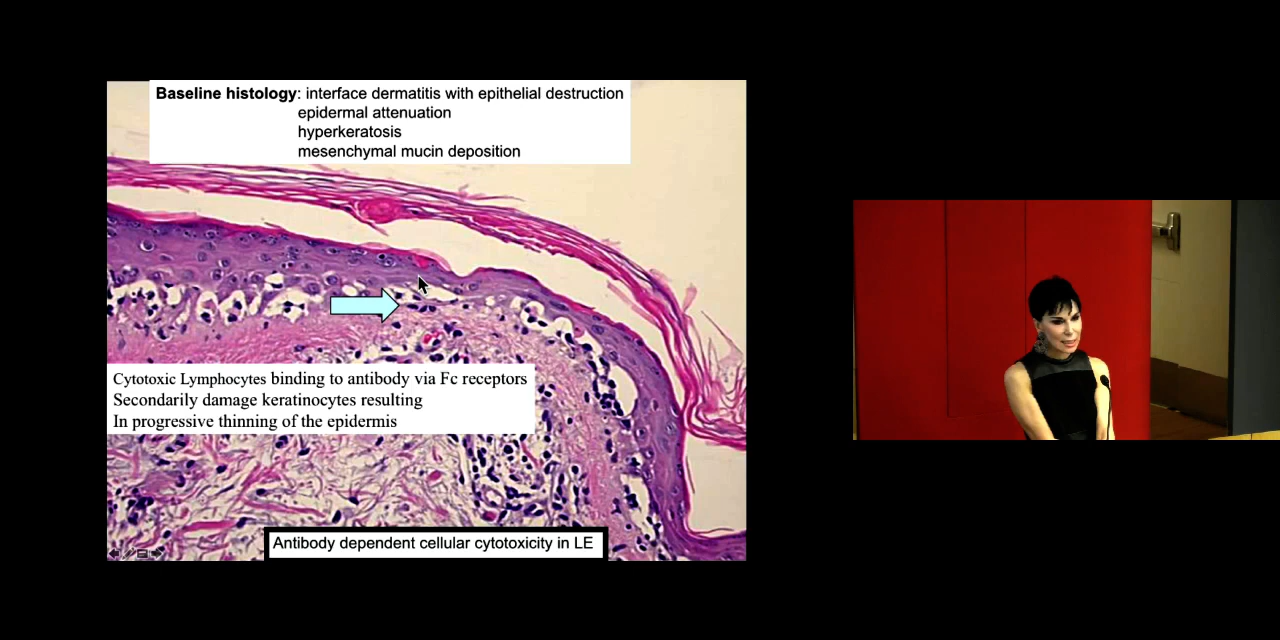 Baseline histology: interface dermatitis with epithelial destruction
epidermal attenuation
hyperkeratosis
mesenchymal mucin deposition
Cytotoxic Lymphocytes binding to antibody via Fc receptors
Secondarily damage keratinocytes resulting
In progressive thinning of the epidermis
Antibody dependent cellular cytotoxicity in LE